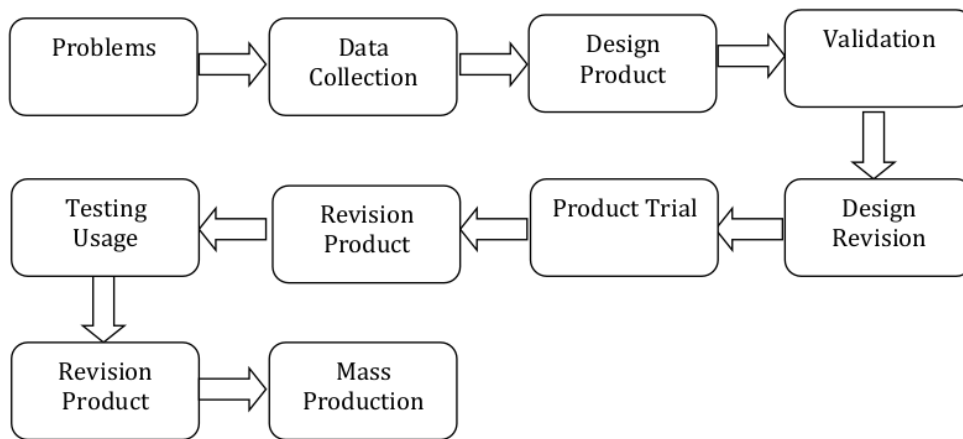 Problems
Data
Collection
Design
Product
Validation
Testing
Usage
Revision
Product
Product Trial
Design
Revision
Revision
Product
Mass
Production